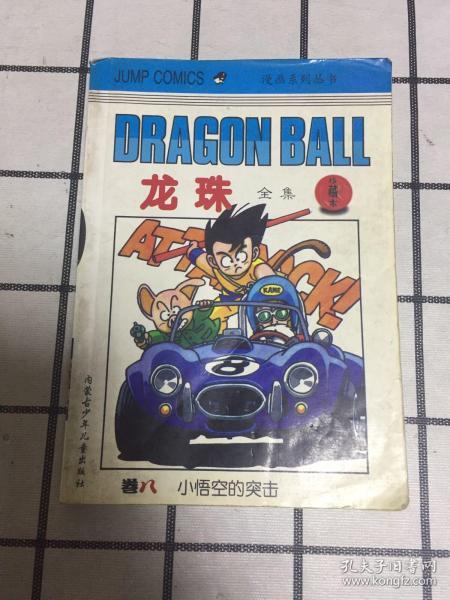 JUMP COMICS 漫画系列丛书
DRAGON BALL
龙珠 全集
珍藏本
ATTACK!
KAME
8
内蒙古少年儿童出版社
卷八 小悟空的突击
孔夫子旧书网
www.kongfz.com